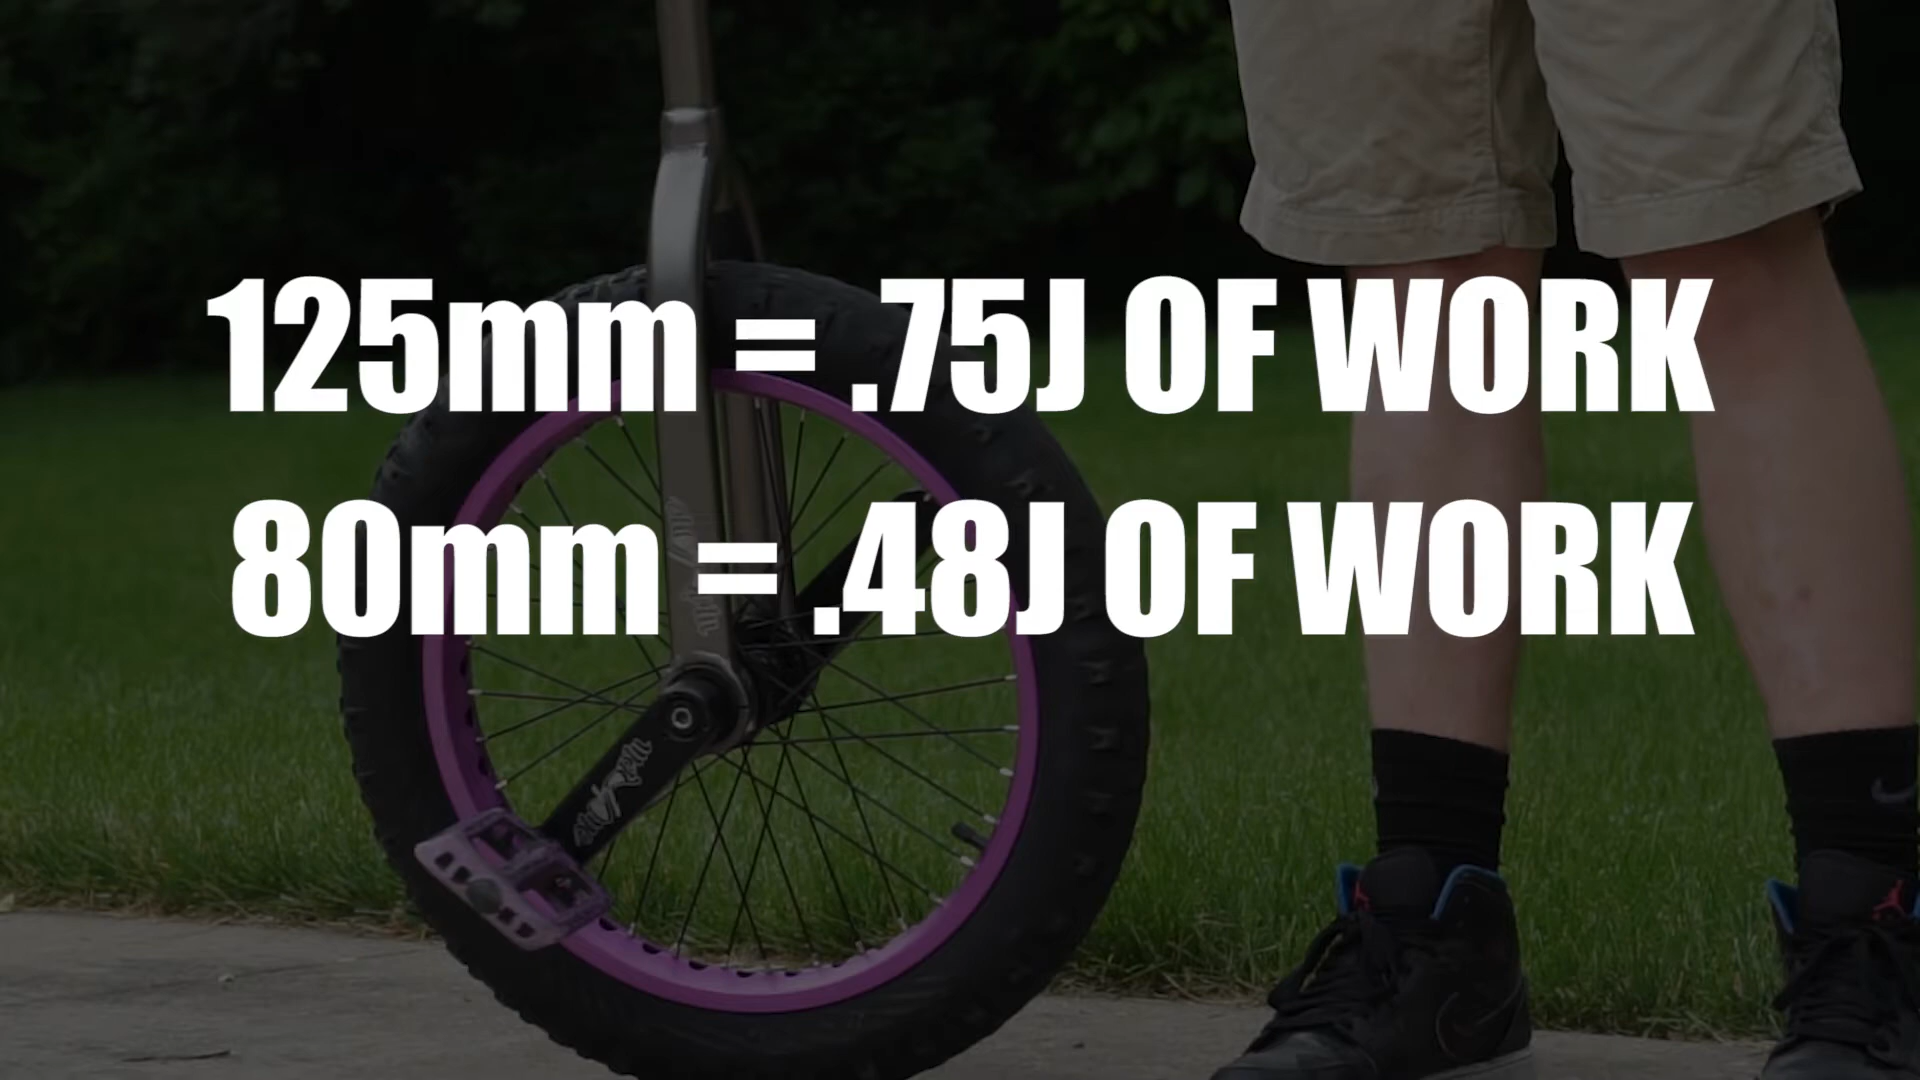 125mm = .75J OF WORK
80mm = .48J OF WORK